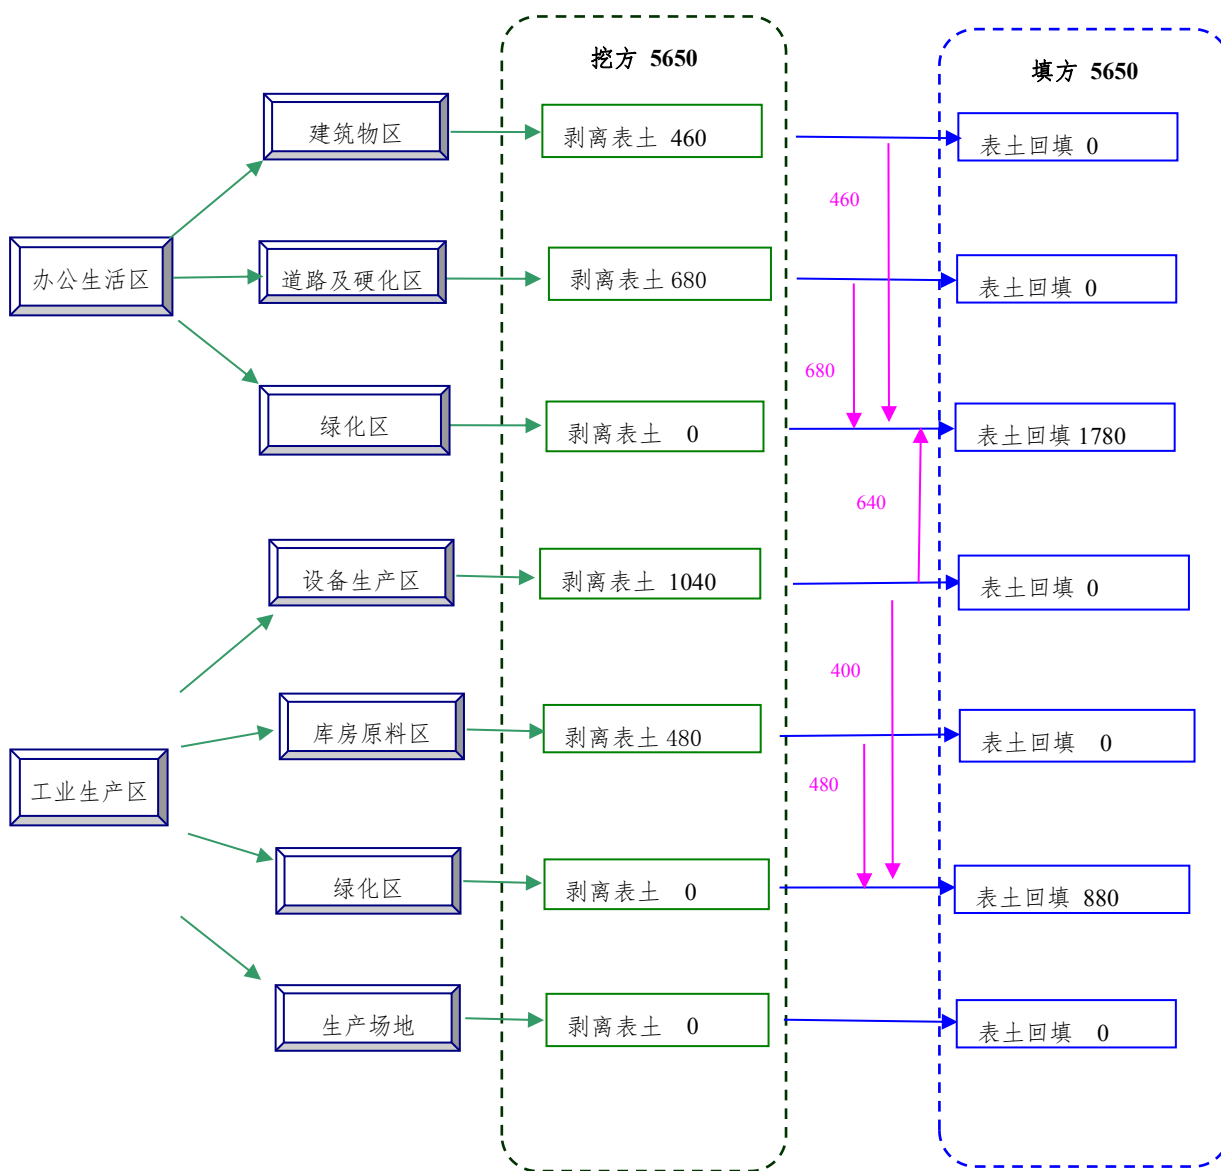 挖方 5650
填方 5650
建筑物区
剥离表土 460
表土回填 0
460
办公生活区
道路及硬化区
剥离表土 680
表土回填 0
680
绿化区
剥离表土 0
表土回填 1780
640
设备生产区
剥离表土 1040
表土回填 0
400
库房原料区
剥离表土 480
表土回填 0
480
工业生产区
绿化区
剥离表土 0
表土回填 880
生产场地
剥离表土 0
表土回填 0